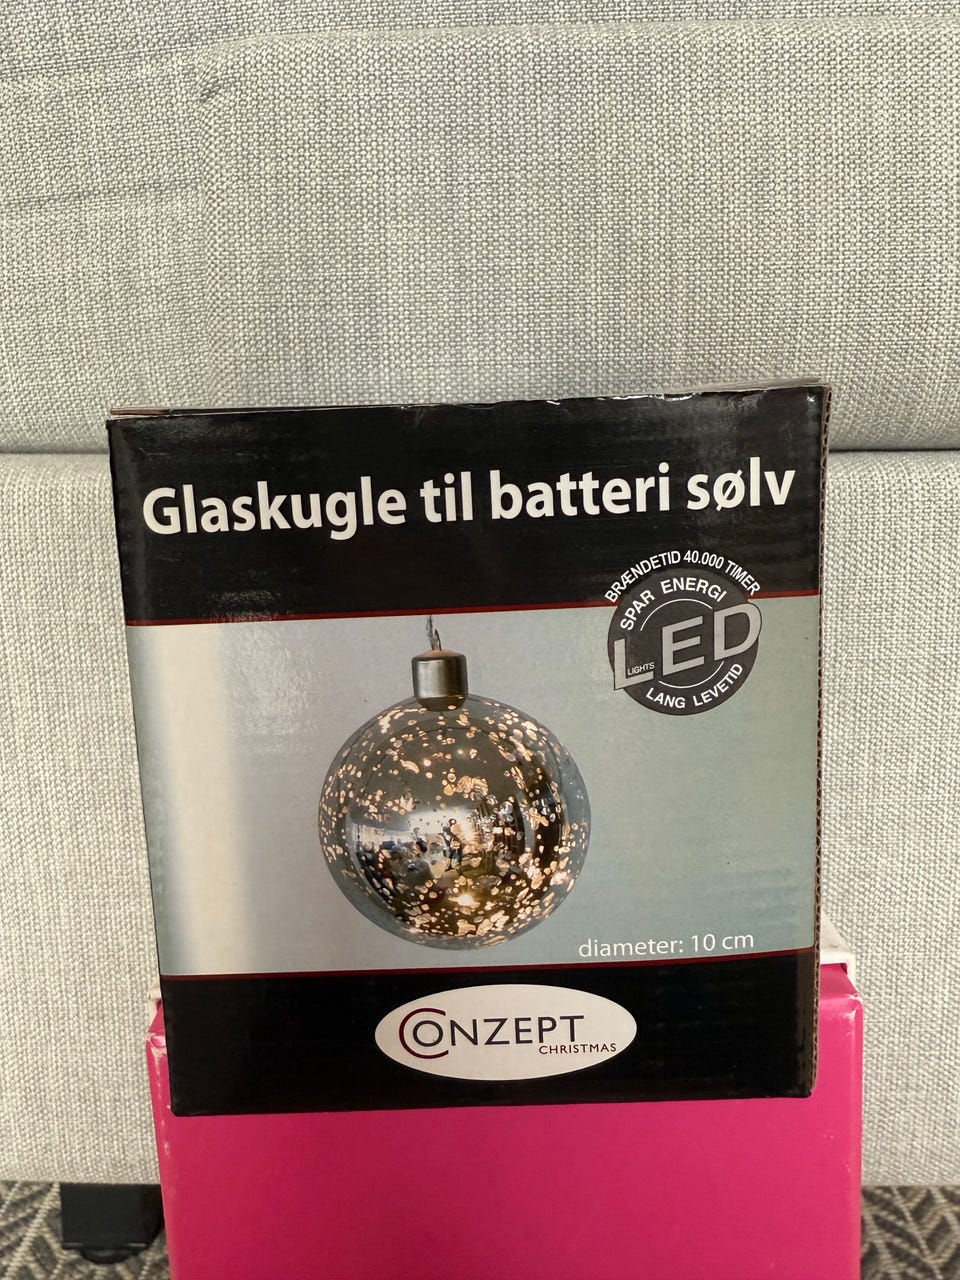 Glaskugle til batteri sølv
BRÆNDETID 40.000 TIMER
SPAR ENERGI
LIGHTS LED
LANG LEVETID
diameter: 10 cm
CONZEPT
CHRISTMAS